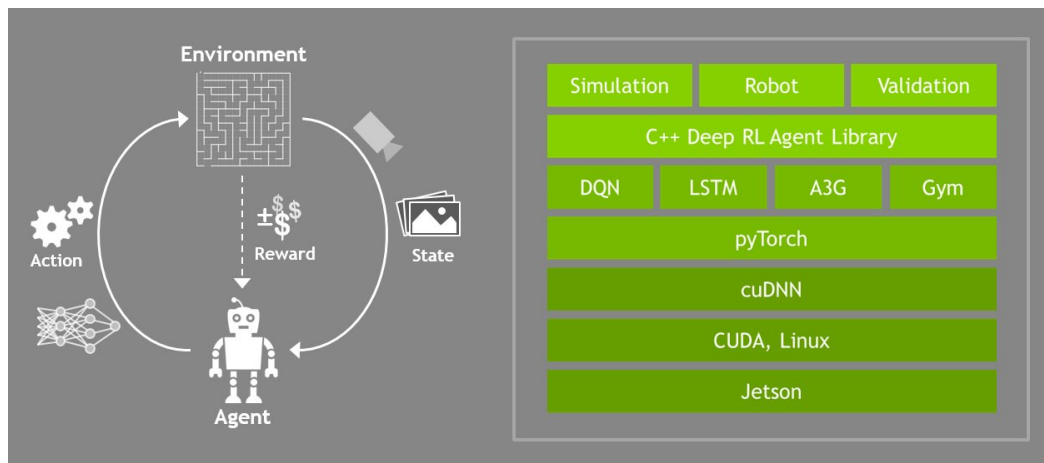 Environment
±$$$$
Reward
Action
State
Agent
Simulation
Robot
Validation
C++ Deep RL Agent Library
DQN
LSTM
A3G
Gym
pyTorch
cuDNN
CUDA, Linux
Jetson